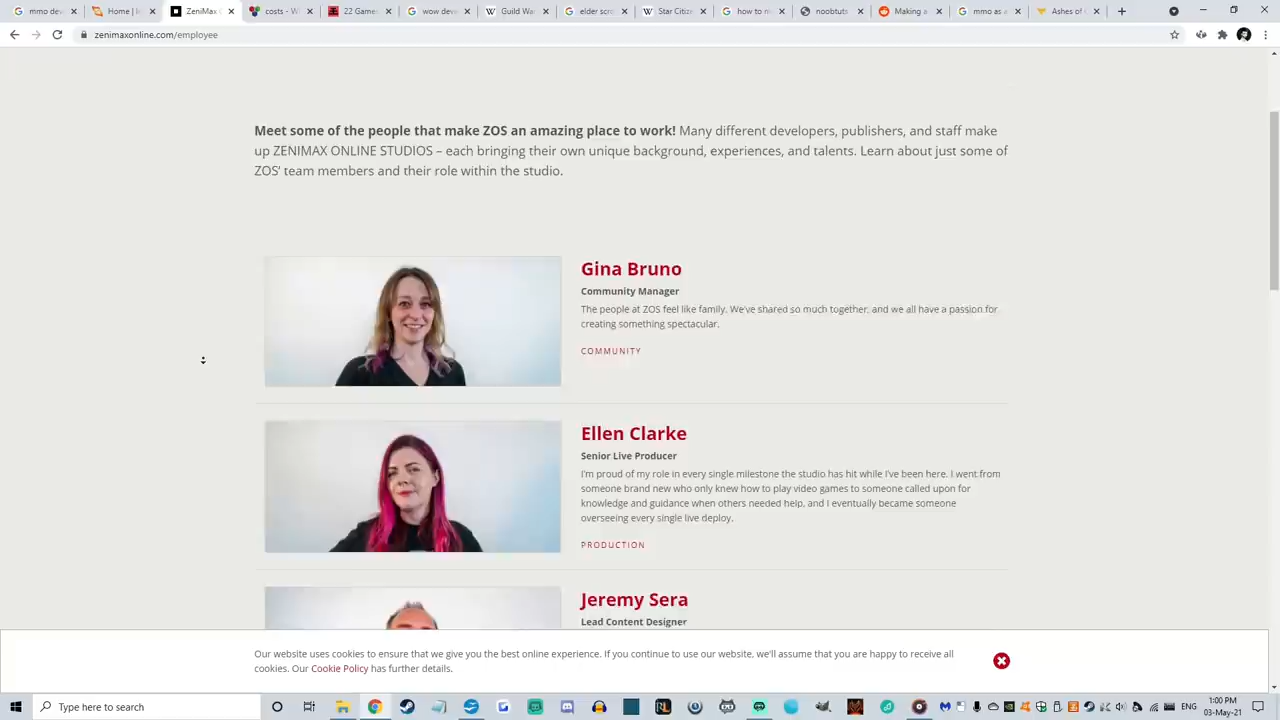 mmo dev
Home | k
ZeniMax C
costs - W
22 Game
wow deve
Guild War
elder scr
Star Citiz
how to m
noobtuts
Making a
mmo as e
Ashes of C
zenimaxonline.com/employee
Meet some of the people that make ZOS an amazing place to work! Many different developers, publishers, and staff make
up ZENIMAX ONLINE STUDIOS – each bringing their own unique background, experiences, and talents. Learn about just some of
ZOS' team members and their role within the studio.
Gina Bruno
Community Manager
The people at ZOS feel like family. We've shared so much together, and we all have a passion for
creating something spectacular.
COMMUNITY
Ellen Clarke
Senior Live Producer
I'm proud of my role in every single milestone the studio has hit while I've been here. I went from
someone brand new who only knew how to play video games to someone called upon for
knowledge and guidance when others needed help, and I eventually became someone
overseeing every single live deploy.
PRODUCTION
Jeremy Sera
Lead Content Designer
Our website uses cookies to ensure that we give you the best online experience. If you continue to use our website, we'll assume that you are happy to receive all
cookies. Our Cookie Policy has further details.
Type here to search
ENG
1:00 PM
03-May-21